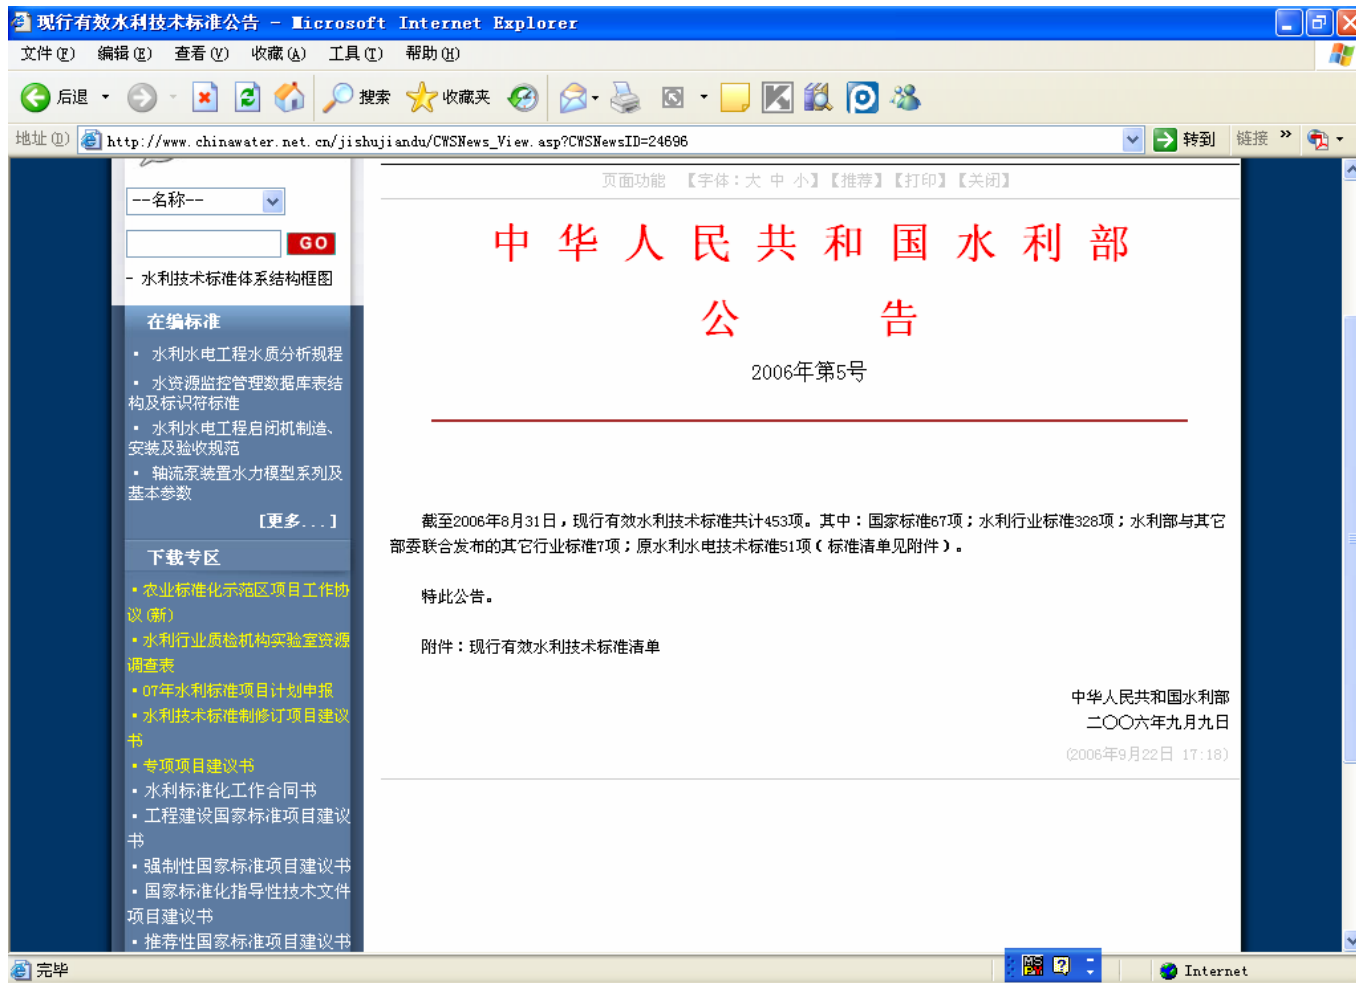 现行有效水利技术标准公告 - Microsoft Internet Explorer
文件(F) 编辑(E) 查看(V) 收藏(A) 工具(T) 帮助(H)
后退 搜索 收藏夹
地址(D) http://www.chinawater.net.cn/jishujiandu/CWSNews_View.asp?CWSNewsID=24696 转到 链接 »
--名称--
GO
- 水利技术标准体系结构框图
在编标准
▪ 水利水电工程水质分析规程
▪ 水资源监控管理数据库表结
构及标识符标准
▪ 水利水电工程启闭机制造、
安装及验收规范
▪ 轴流泵装置水力模型系列及
基本参数
[更多...]
下载专区
▪农业标准化示范区项目工作协
议(新)
▪水利行业质检机构实验室资源
调查表
▪07年水利标准项目计划申报
▪水利技术标准制修订项目建议
书
▪专项项目建议书
▪水利标准化工作合同书
▪工程建设国家标准项目建议
书
▪强制性国家标准项目建议书
▪国家标准化指导性技术文件
项目建议书
▪推荐性国家标准项目建议书
页面功能 【字体：大 中 小】【推荐】【打印】【关闭】
中华人民共和国水利部
公 告
2006年第5号
截至2006年8月31日，现行有效水利技术标准共计453项。其中：国家标准67项；水利行业标准328项；水利部与其它
部委联合发布的其它行业标准7项；原水利水电技术标准51项（标准清单见附件）。
特此公告。
附件：现行有效水利技术标准清单
中华人民共和国水利部
二〇〇六年九月九日
(2006年9月22日 17:18)
完毕
Internet